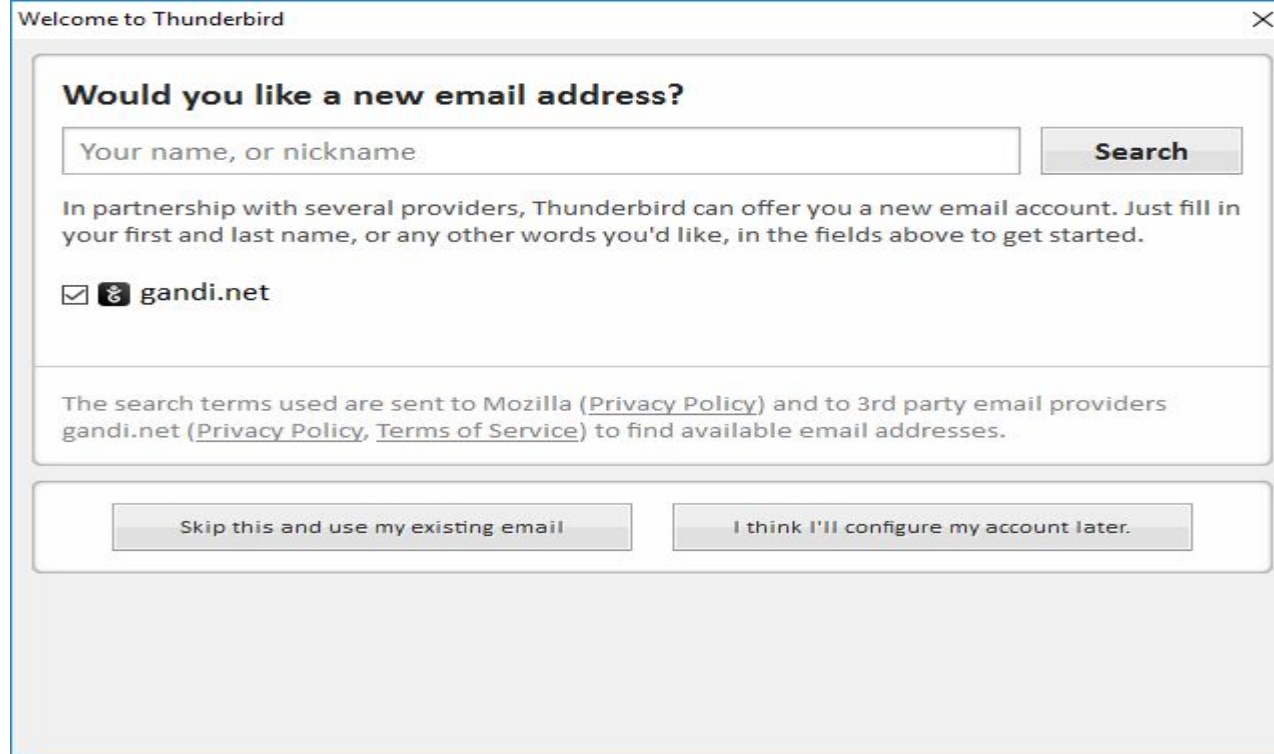 Welcome to Thunderbird
Would you like a new email address?
Your name, or nickname
Search
In partnership with several providers, Thunderbird can offer you a new email account. Just fill in
your first and last name, or any other words you'd like, in the fields above to get started.
gandi.net
The search terms used are sent to Mozilla (Privacy Policy) and to 3rd party email providers
gandi.net (Privacy Policy, Terms of Service) to find available email addresses.
Skip this and use my existing email
I think I'll configure my account later.